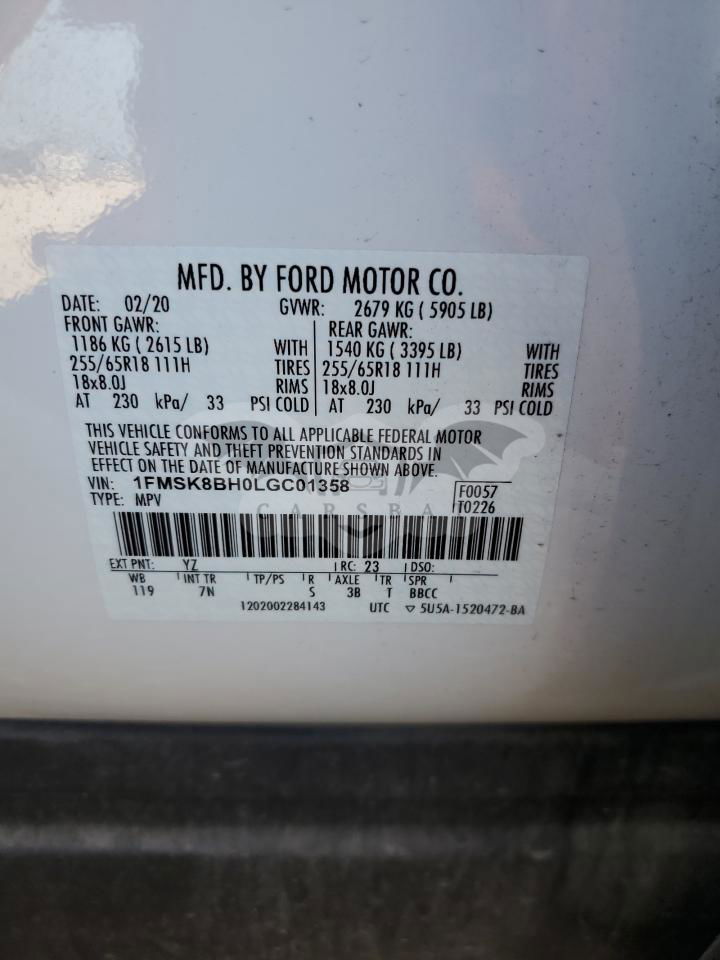 MFD. BY FORD MOTOR CO.
DATE: 02/20 GVWR: 2679 KG ( 5905 LB)
FRONT GAWR: REAR GAWR:
1186 KG ( 2615 LB) WITH 1540 KG ( 3395 LB) WITH
255/65R18 111H TIRES 255/65R18 111H TIRES
18x8.0J RIMS 18x8.0J RIMS
AT 230 kPa/ 33 PSI COLD AT 230 kPa/ 33 PSI COLD
THIS VEHICLE CONFORMS TO ALL APPLICABLE FEDERAL MOTOR
VEHICLE SAFETY AND THEFT PREVENTION STANDARDS IN
EFFECT ON THE DATE OF MANUFACTURE SHOWN ABOVE.
VIN: 1FMSK8BH0LGC01358 F0057
TYPE: MPV T0226
CARSBA
EXT PNT: YZ RC: 23 DSO:
WB INT TR TP/PS R AXLE TR SPR
119 7N S 3B T BBCC
1202002284143 UTC ▽ 5U5A-1520472-BA